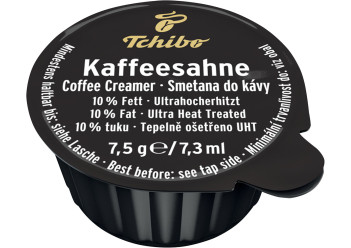 Tchibo
Kaffeesahne
Coffee Creamer · Smetana do kávy
10 % Fett · Ultrahocherhitzt
10 % Fat · Ultra Heat Treated
10 % tuku · Tepelně ošetřeno UHT
7,5 g℮/7,3 ml
Mindestens haltbar bis: siehe Lasche · Best before: see tap side · Minimální trvanlivost do: viz obal